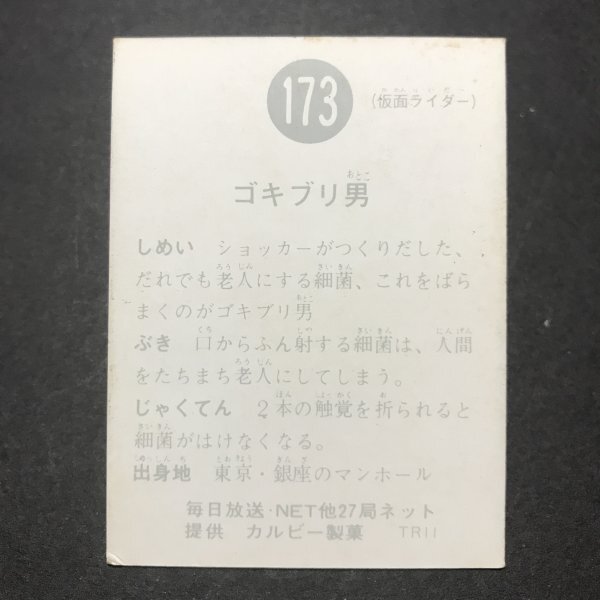 173
(仮面ライダー)
ゴキブリ男
しめい　ショッカーがつくりだした、
だれでも老人にする細菌、これをばら
まくのがゴキブリ男
ぶき　口からふん射する細菌は、人間
をたちまち老人にしてしまう。
じゃくてん　2本の触覚を折られると
細菌がはけなくなる。
出身地　東京・銀座のマンホール
毎日放送・NET他27局ネット
提供　カルビー製菓　TR11